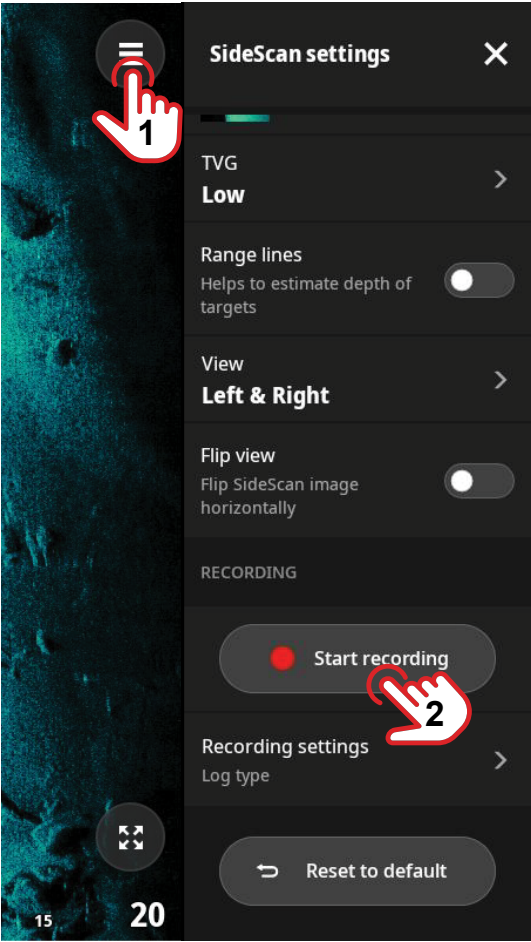 SideScan settings
1
TVG
Low
Range lines
Helps to estimate depth of
targets
View
Left & Right
Flip view
Flip SideScan image
horizontally
RECORDING
Start recording
2
Recording settings
Log type
Reset to default
15
20